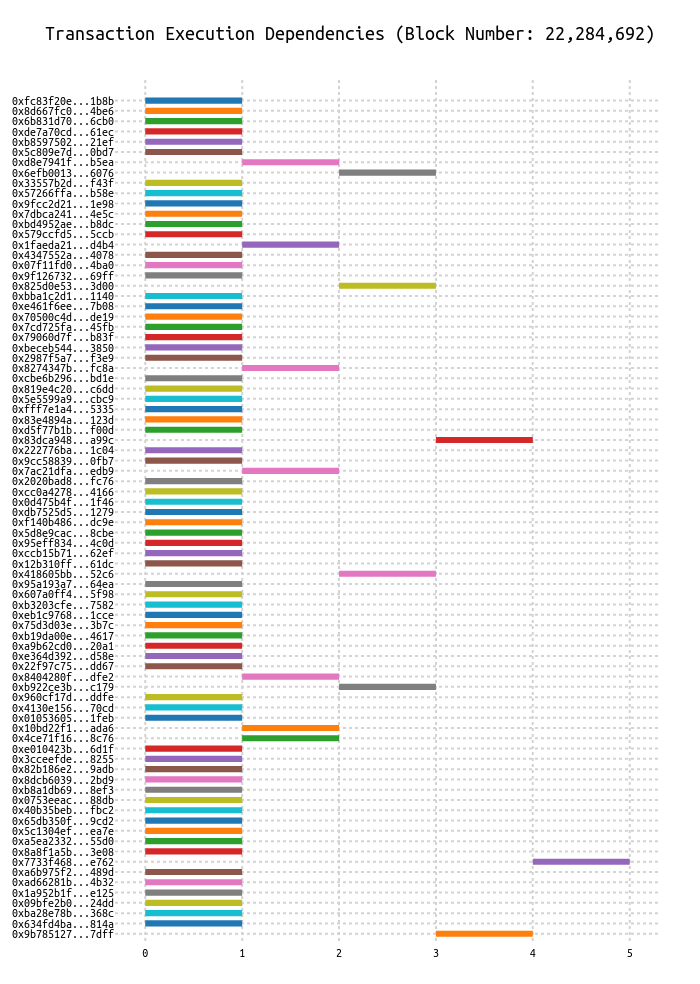 Transaction Execution Dependencies (Block Number: 22,284,692)
0xfc83f20e...1b8b
0x8d667fc0...4be6
0x6b831d70...6cb0
0xde7a70cd...61ec
0xb8597502...21ef
0x5c809e7d...0bd7
0xd8e7941f...b5ea
0x6efb0013...6076
0x33557b2d...f43f
0x57266ffa...b58e
0x9fcc2d21...1e98
0x7dbca241...4e5c
0xbd4952ae...b8dc
0x579ccfd5...5ccb
0x1faeda21...d4b4
0x4347552a...4078
0x07f11fd0...4ba0
0x9f126732...69ff
0x825d0e53...3d00
0xbba1c2d1...1140
0xe461f6ee...7b08
0x70500c4d...de19
0x7cd725fa...45fb
0x79060d7f...b83f
0xbeceb544...3850
0x2987f5a7...f3e9
0x8274347b...fc8a
0xcbe6b296...bd1e
0x819e4c20...c6dd
0x5e5599a9...cbc9
0xfff7e1a4...5335
0x83e4894a...123d
0xd5f77b1b...f00d
0x83dca948...a99c
0x222776ba...1c04
0x9cc58839...0fb7
0x7ac21dfa...edb9
0x2020bad8...fc76
0xcc0a4278...4166
0x0d475b4f...1f46
0xdb7525d5...1279
0xf140b486...dc9e
0x5d8e9cac...8cbe
0x95eff834...4c0d
0xccb15b71...62ef
0x12b310ff...61dc
0x418605bb...52c6
0x95a193a7...64ea
0x607a0ff4...5f98
0xb3203cfe...7582
0xeb1c9768...1cce
0x75d3d03e...3b7c
0xb19da00e...4617
0xa9b62cd0...20a1
0xe364d392...d58e
0x22f97c75...dd67
0x8404280f...dfe2
0xb922ce3b...c179
0x960cf17d...ddfe
0x4130e156...70cd
0x01053605...1feb
0x10bd22f1...ada6
0x4ce71f16...8c76
0xe010423b...6d1f
0x3cceefde...8255
0x82b186e2...9adb
0x8dcb6039...2bd9
0xb8a1db69...8ef3
0x0753eeac...88db
0x40b35beb...fbc2
0x65db350f...9cd2
0x5c1304ef...ea7e
0xa5ea2332...55d0
0x8a8f1a5b...3e08
0x7733f468...e762
0xa6b975f2...489d
0xad66281b...4b32
0x1a952b1f...e125
0x09bfe2b0...24dd
0xba28e78b...368c
0x634fd4ba...814a
0x9b785127...7dff
0 1 2 3 4 5